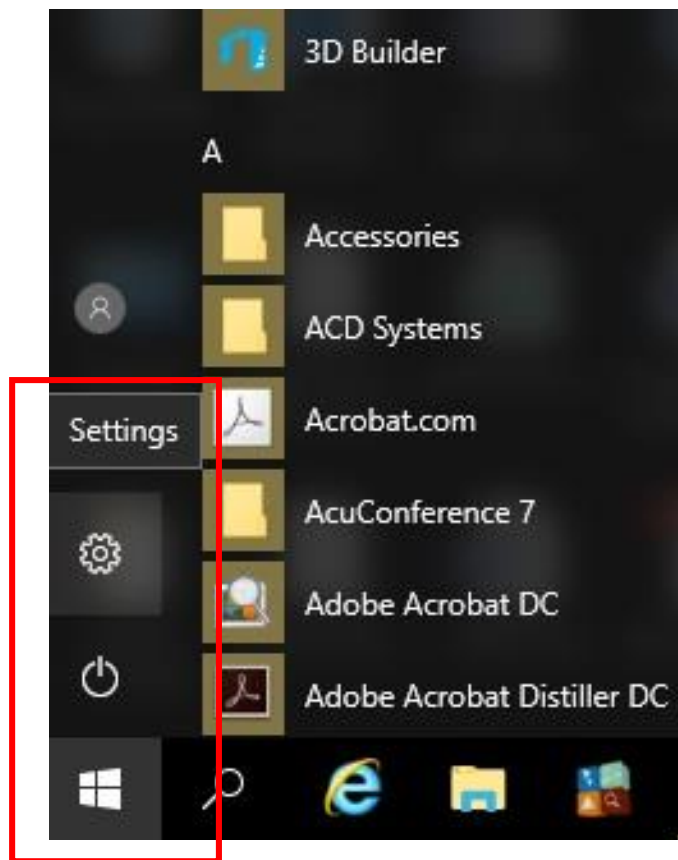 3D Builder
A
Accessories
ACD Systems
Settings
Acrobat.com
AcuConference 7
Adobe Acrobat DC
Adobe Acrobat Distiller DC